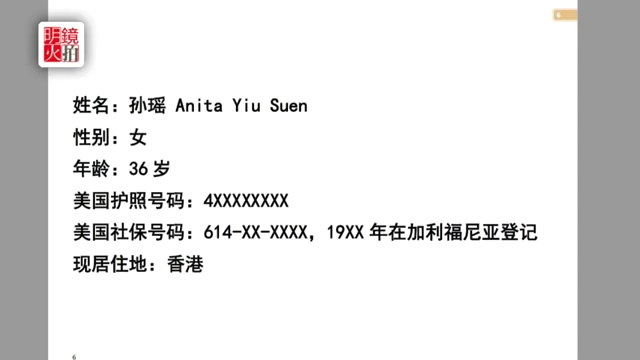 明鏡
火拍
姓名：孙瑶 Anita Yiu Suen
性别：女
年龄：36 岁
美国护照号码：4XXXXXXXX
美国社保号码：614-XX-XXXX，19XX 年在加利福尼亚登记
现居住地：香港
6